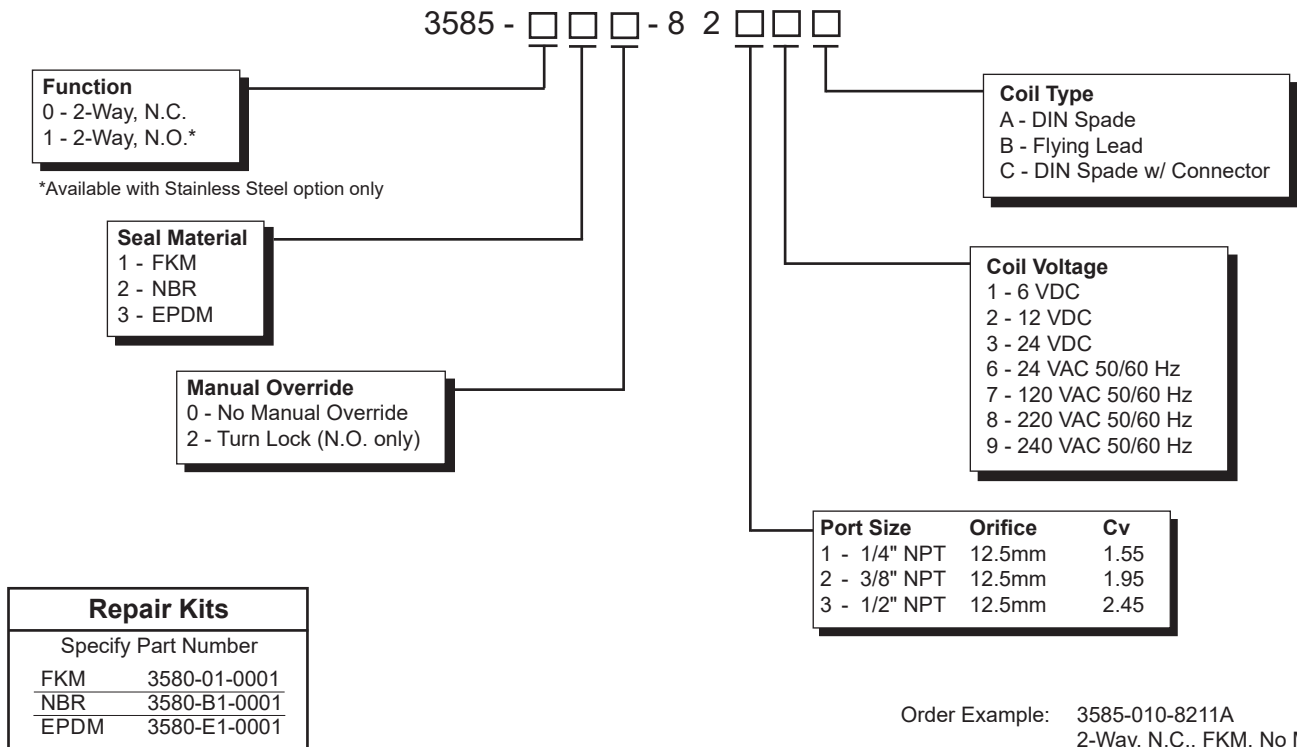 3585 - □ □ □ - 8 2 □ □ □
Function
0 - 2-Way, N.C.
1 - 2-Way, N.O.*
*Available with Stainless Steel option only
Seal Material
1 - FKM
2 - NBR
3 - EPDM
Manual Override
0 - No Manual Override
2 - Turn Lock (N.O. only)
Coil Type
A - DIN Spade
B - Flying Lead
C - DIN Spade w/ Connector
Coil Voltage
1 - 6 VDC
2 - 12 VDC
3 - 24 VDC
6 - 24 VAC 50/60 Hz
7 - 120 VAC 50/60 Hz
8 - 220 VAC 50/60 Hz
9 - 240 VAC 50/60 Hz
Port Size Orifice Cv
1 - 1/4" NPT 12.5mm 1.55
2 - 3/8" NPT 12.5mm 1.95
3 - 1/2" NPT 12.5mm 2.45
Repair Kits
Specify Part Number
FKM 3580-01-0001
NBR 3580-B1-0001
EPDM 3580-E1-0001
Order Example: 3585-010-8211A
2-Way, N.C., FKM, No